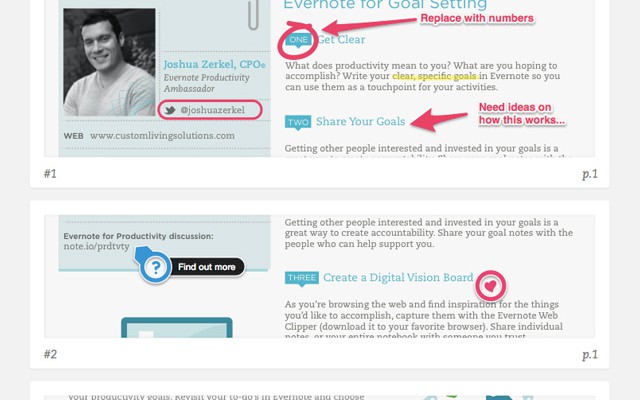 Evernote for Goal Setting
Replace with numbers
ONE Get Clear
What does productivity mean to you? What are you hoping to
accomplish? Write your clear, specific goals in Evernote so you
can use them as a touchpoint for your activities.
Joshua Zerkel, CPO®
Evernote Productivity
Ambassador
@joshuazerkel
WEB www.customlivingsolutions.com
TWO Share Your Goals
Need ideas on
how this works...
Getting other people interested and invested in your goals is a
#1
p.1
Evernote for Productivity discussion:
note.io/prdtvty
? Find out more
Getting other people interested and invested in your goals is a
great way to create accountability. Share your goal notes with the
people who can help support you.
THREE Create a Digital Vision Board
As you're browsing the web and find inspiration for the things
you'd like to accomplish, capture them with the Evernote Web
Clipper (download it to your favorite browser). Share individual
notes, or your entire notebook with someone you trust
#2
p.1
your productivity goals. Revisit your to-do's in Evernote and choose